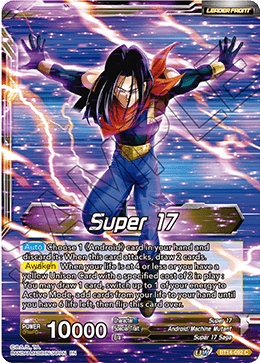 LEADER FRONT
Super 17
Auto Choose 1 《Android》 card in your hand and
discard it: When this card attacks, draw 2 cards.
Awaken When your life is at 4 or less or you have a
yellow Unison Card with a specified cost of 2 in play :
You may draw 1 card, switch up to 1 of your energy to
Active Mode, add cards from your life to your hand until
you have 6 life left, then flip this card over.
POWER
10000
Character
Super 17
Special Trait
Android/Machine Mutant
Era
Super 17 Saga
BT14-092 C